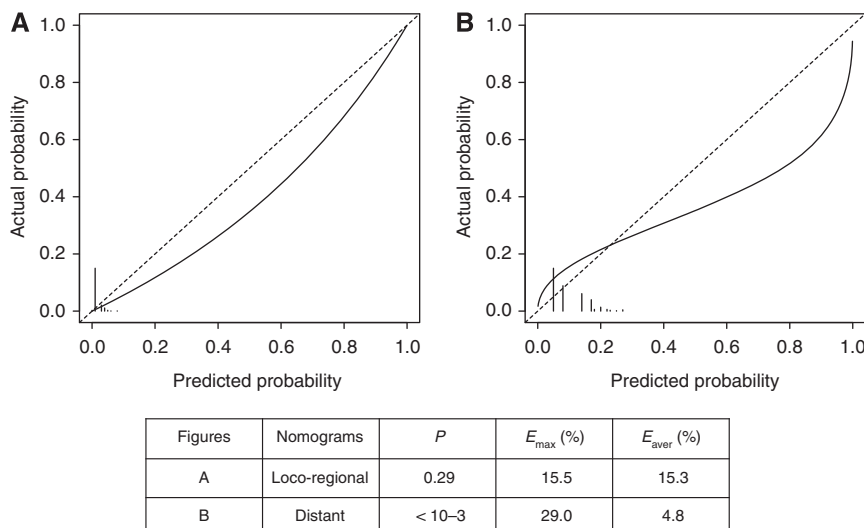 A
B
1.0
0.8
0.6
0.4
0.2
0.0
Actual probability
0.0 0.2 0.4 0.6 0.8 1.0
Predicted probability
1.0
0.8
0.6
0.4
0.2
0.0
Actual probability
0.0 0.2 0.4 0.6 0.8 1.0
Predicted probability
Figures Nomograms P Emax (%) Eaver (%)
A Loco-regional 0.29 15.5 15.3
B Distant < 10–3 29.0 4.8